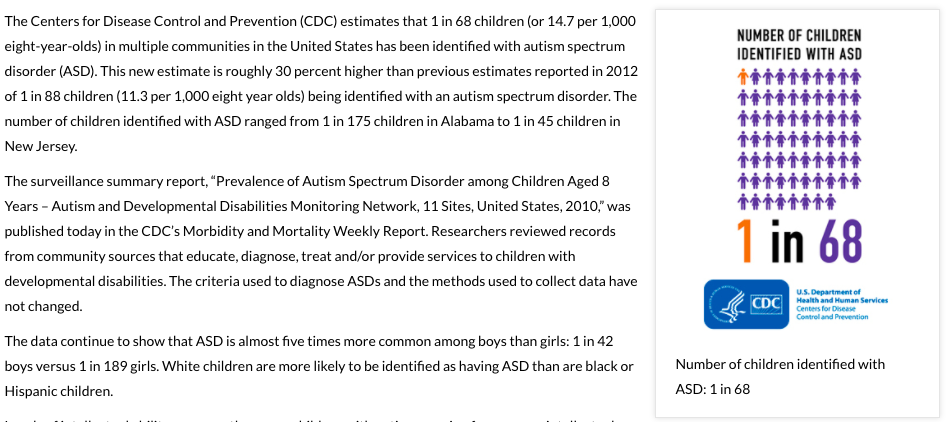 The Centers for Disease Control and Prevention (CDC) estimates that 1 in 68 children (or 14.7 per 1,000
eight-year-olds) in multiple communities in the United States has been identified with autism spectrum
disorder (ASD). This new estimate is roughly 30 percent higher than previous estimates reported in 2012
of 1 in 88 children (11.3 per 1,000 eight year olds) being identified with an autism spectrum disorder. The
number of children identified with ASD ranged from 1 in 175 children in Alabama to 1 in 45 children in
New Jersey.
The surveillance summary report, “Prevalence of Autism Spectrum Disorder among Children Aged 8
Years – Autism and Developmental Disabilities Monitoring Network, 11 Sites, United States, 2010,” was
published today in the CDC’s Morbidity and Mortality Weekly Report. Researchers reviewed records
from community sources that educate, diagnose, treat and/or provide services to children with
developmental disabilities. The criteria used to diagnose ASDs and the methods used to collect data have
not changed.
The data continue to show that ASD is almost five times more common among boys than girls: 1 in 42
boys versus 1 in 189 girls. White children are more likely to be identified as having ASD than are black or
Hispanic children.
NUMBER OF CHILDREN
IDENTIFIED WITH ASD
1 in 68
CDC
U.S. Department of
Health and Human Services
Centers for Disease
Control and Prevention
Number of children identified with
ASD: 1 in 68